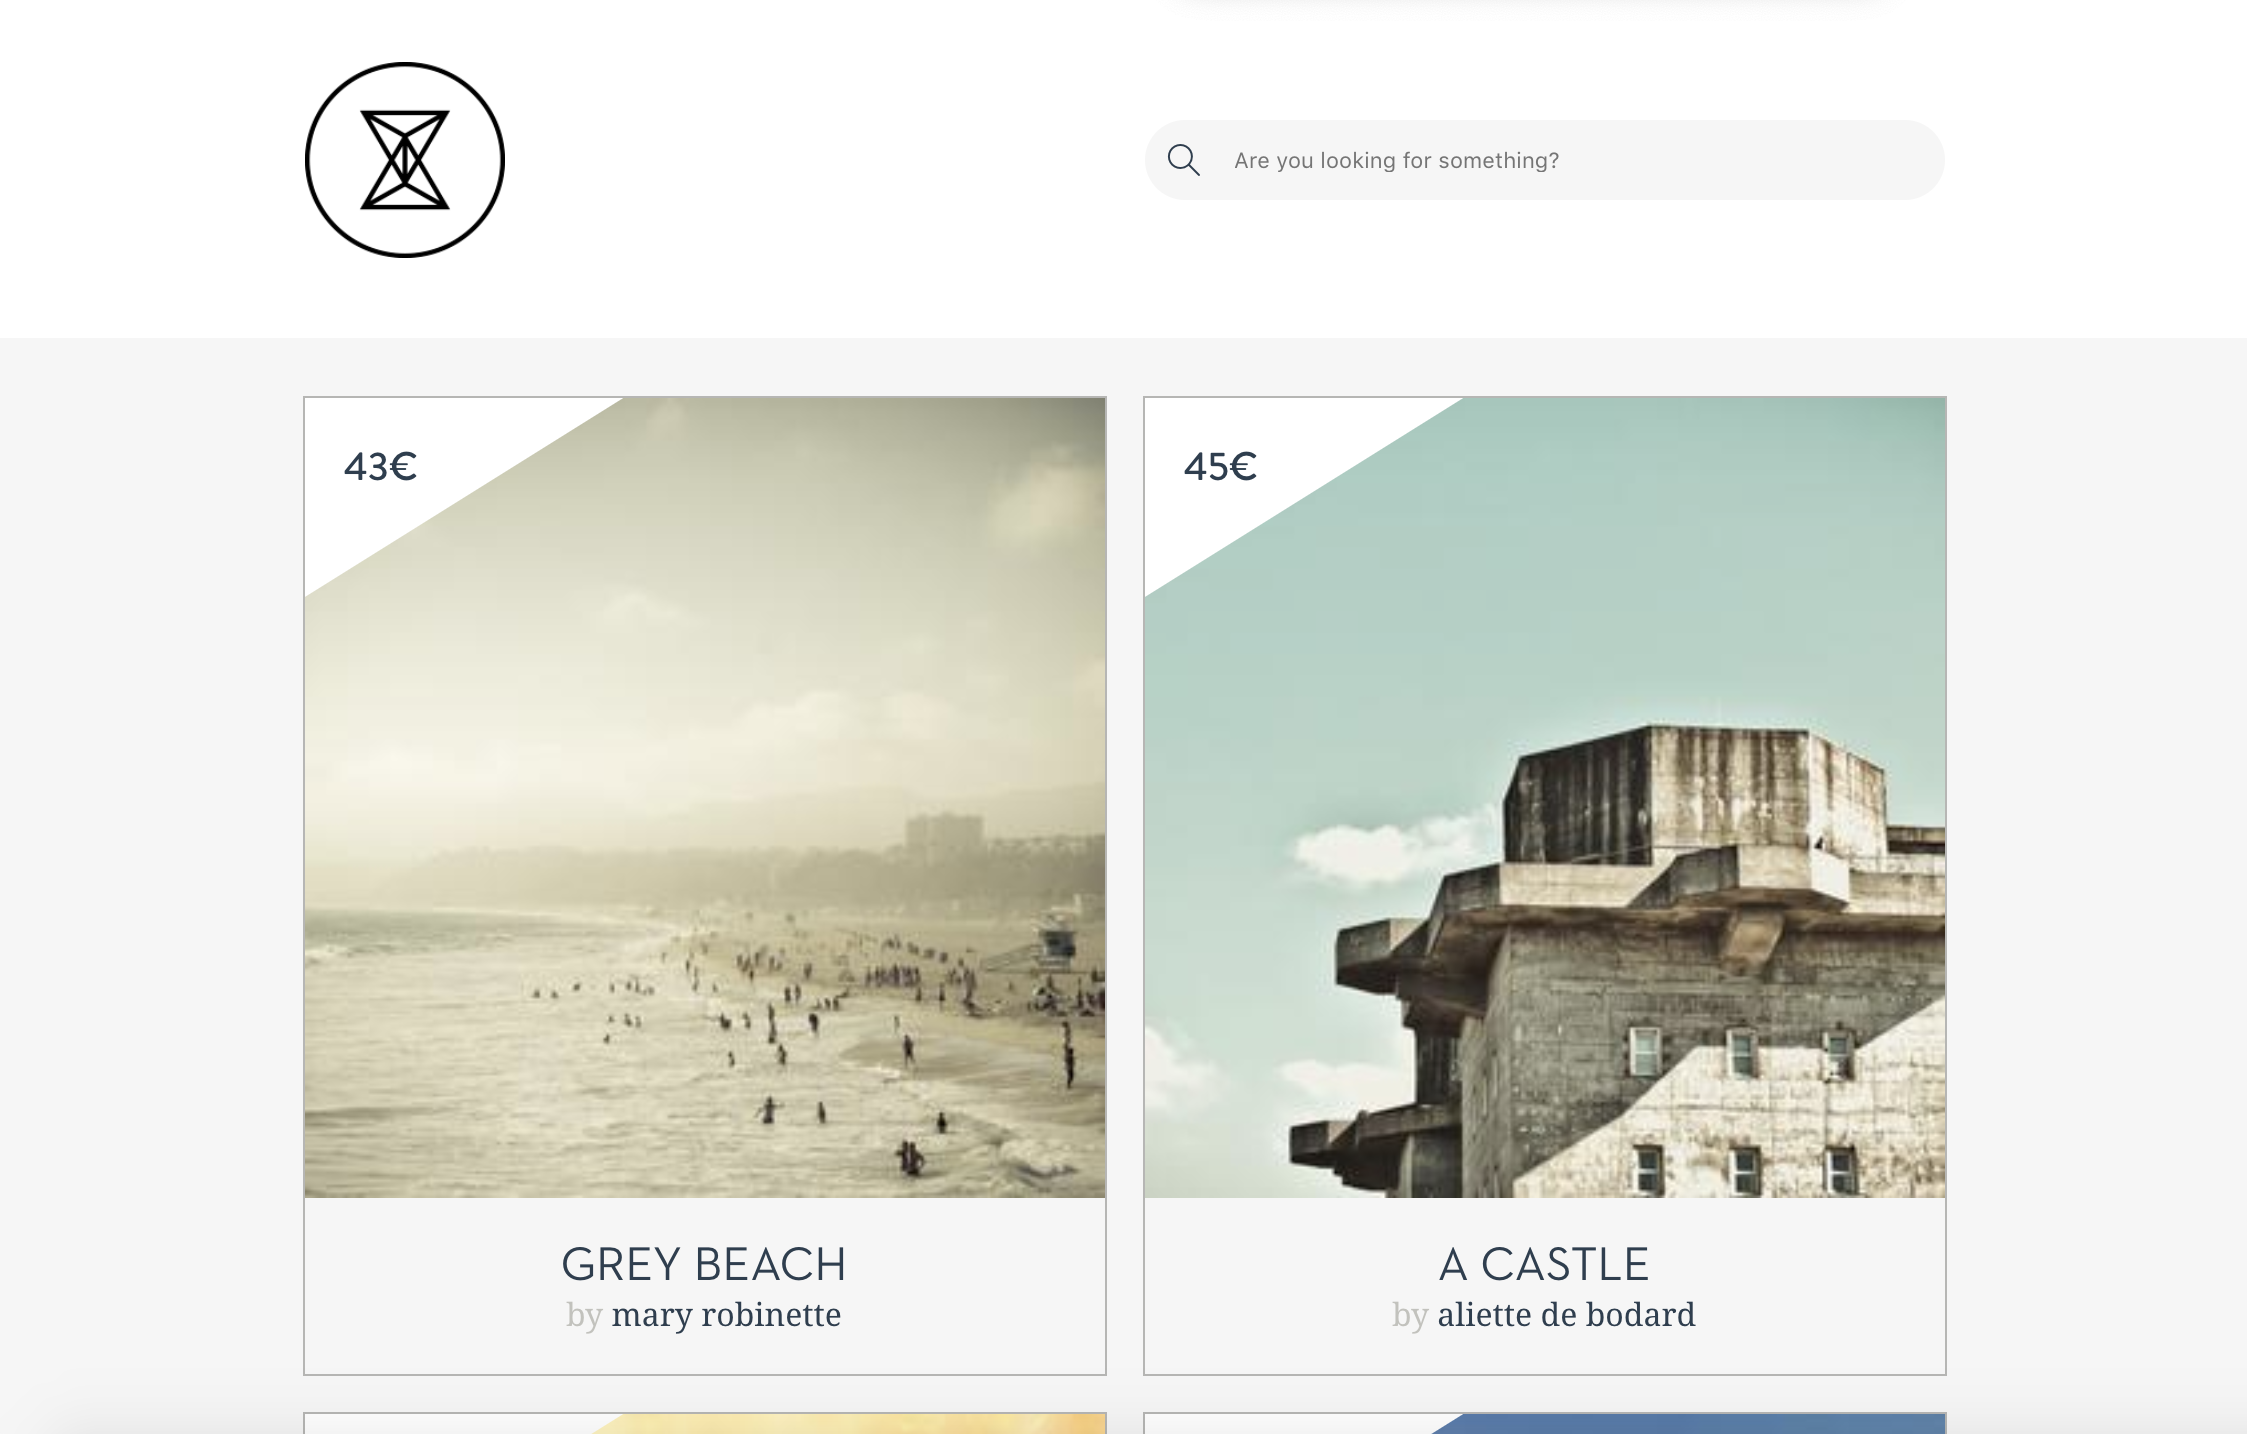 Are you looking for something?
43€
45€
GREY BEACH
by mary robinette
A CASTLE
by aliette de bodard